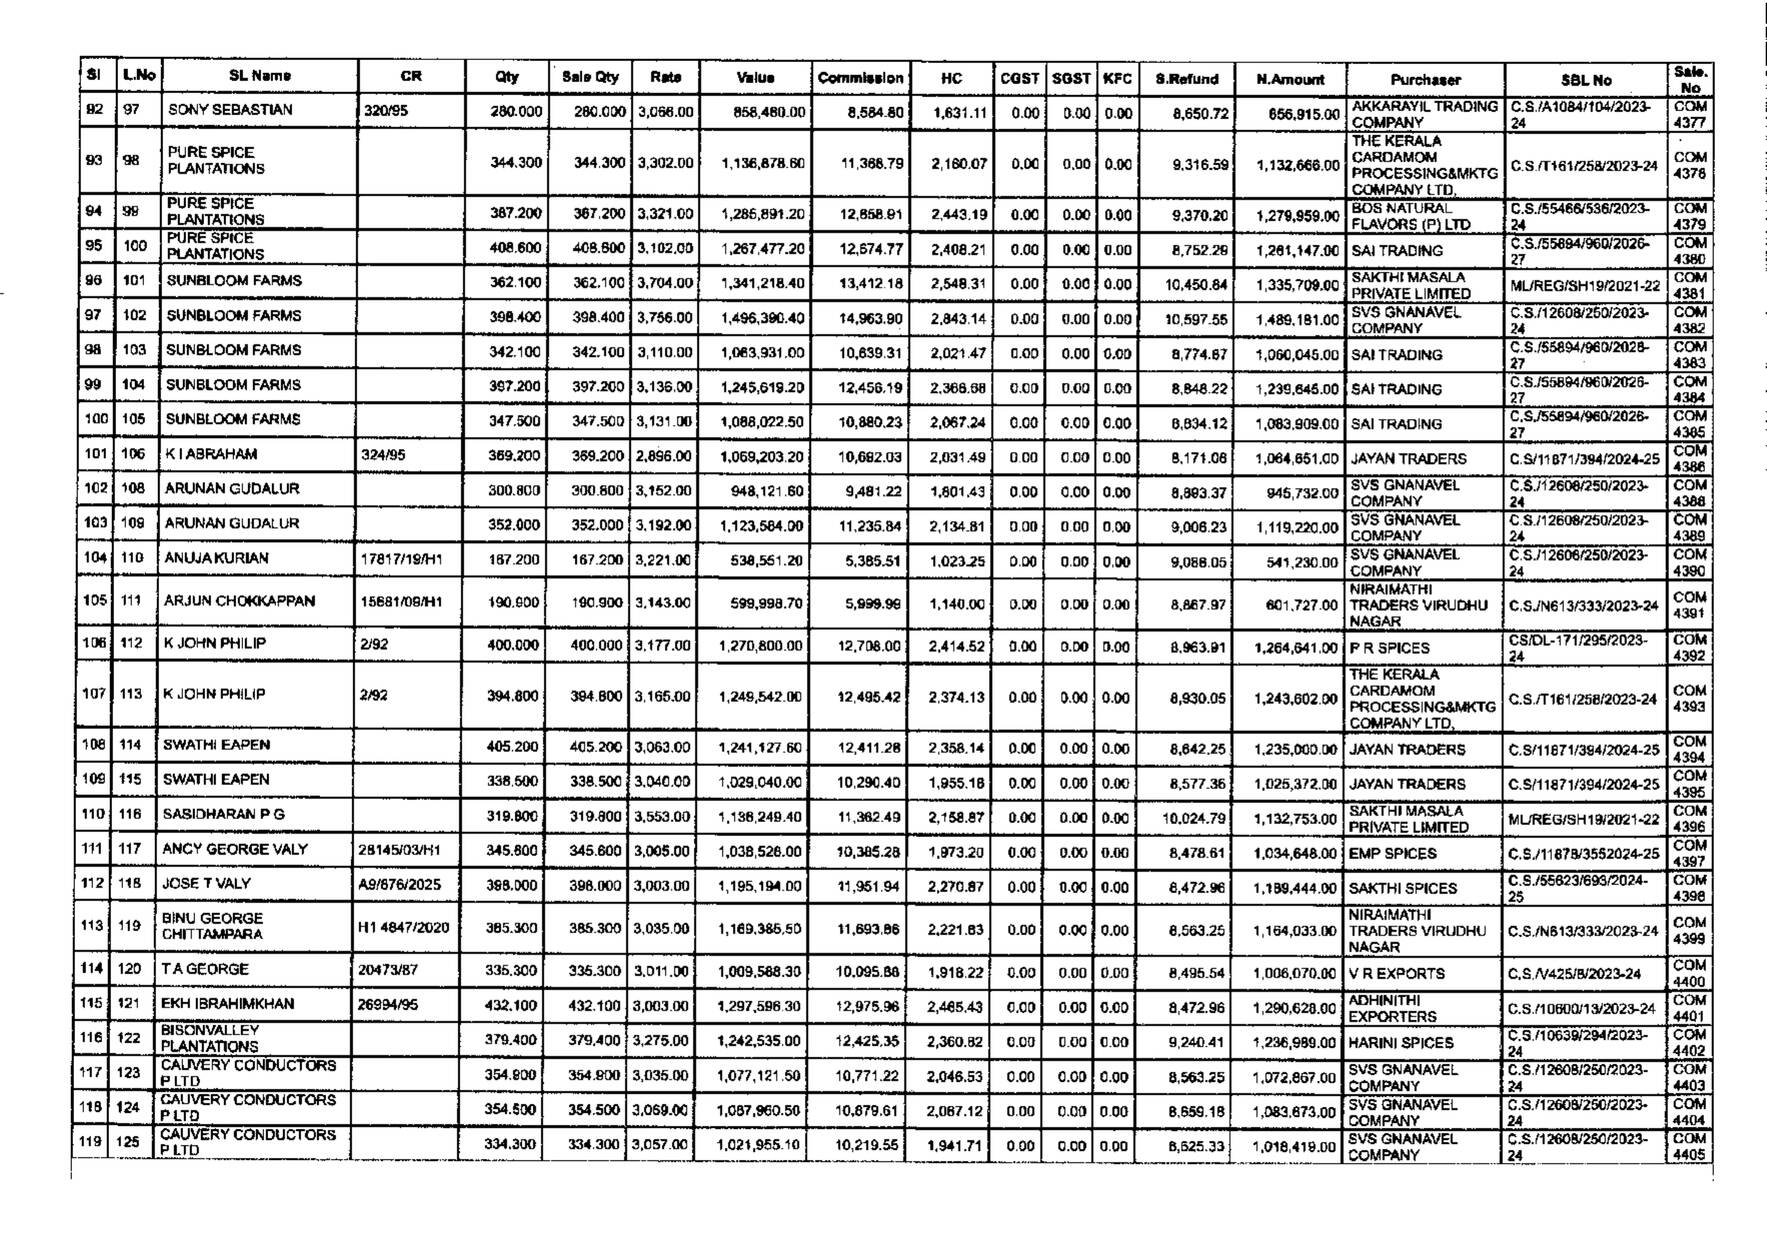 Sl L.No SL Name CR Qty Sale Qty Rate Value Commission HC CGST SGST KFC S.Refund N.Amount Purchaser SBL No Sale. No
92 97 SONY SEBASTIAN 320/95 280.000 280.000 3,066.00 858,480.00 8,584.80 1,631.11 0.00 0.00 0.00 8,650.72 856,915.00 AKKARAYIL TRADING COMPANY C.S./A1084/104/2023-24 COM 4377
93 98 PURE SPICE PLANTATIONS 344.300 344.300 3,302.00 1,136,878.60 11,368.79 2,160.07 0.00 0.00 0.00 9,316.59 1,132,666.00 THE KERALA CARDAMOM PROCESSING&MKTG COMPANY LTD, C.S./T161/258/2023-24 COM 4378
94 99 PURE SPICE PLANTATIONS 387.200 387.200 3,321.00 1,285,891.20 12,858.91 2,443.19 0.00 0.00 0.00 9,370.20 1,279,959.00 BOS NATURAL FLAVORS (P) LTD C.S./55466/536/2023-24 COM 4379
95 100 PURE SPICE PLANTATIONS 408.600 408.600 3,102.00 1,267,477.20 12,674.77 2,408.21 0.00 0.00 0.00 8,752.29 1,261,147.00 SAI TRADING C.S./55894/960/2026-27 COM 4380
96 101 SUNBLOOM FARMS 362.100 362.100 3,704.00 1,341,218.40 13,412.18 2,548.31 0.00 0.00 0.00 10,450.84 1,335,709.00 SAKTHI MASALA PRIVATE LIMITED ML/REG/SH19/2021-22 COM 4381
97 102 SUNBLOOM FARMS 398.400 398.400 3,756.00 1,496,390.40 14,963.90 2,843.14 0.00 0.00 0.00 10,597.55 1,489,181.00 SVS GNANAVEL COMPANY C.S./12608/250/2023-24 COM 4382
98 103 SUNBLOOM FARMS 342.100 342.100 3,110.00 1,063,931.00 10,639.31 2,021.47 0.00 0.00 0.00 8,774.87 1,060,045.00 SAI TRADING C.S./55894/960/2026-27 COM 4383
99 104 SUNBLOOM FARMS 397.200 397.200 3,136.00 1,245,619.20 12,456.19 2,366.68 0.00 0.00 0.00 8,848.22 1,239,645.00 SAI TRADING C.S./55894/960/2026-27 COM 4384
100 105 SUNBLOOM FARMS 347.500 347.500 3,131.00 1,088,022.50 10,880.23 2,067.24 0.00 0.00 0.00 8,834.12 1,083,909.00 SAI TRADING C.S./55894/960/2026-27 COM 4385
101 106 K I ABRAHAM 324/95 369.200 369.200 2,896.00 1,069,203.20 10,692.03 2,031.49 0.00 0.00 0.00 8,171.06 1,064,651.00 JAYAN TRADERS C.S/11871/394/2024-25 COM 4386
102 108 ARUNAN GUDALUR 300.800 300.800 3,152.00 948,121.60 9,481.22 1,801.43 0.00 0.00 0.00 8,893.37 945,732.00 SVS GNANAVEL COMPANY C.S./12608/250/2023-24 COM 4388
103 109 ARUNAN GUDALUR 352.000 352.000 3,192.00 1,123,584.00 11,235.84 2,134.81 0.00 0.00 0.00 9,006.23 1,119,220.00 SVS GNANAVEL COMPANY C.S./12608/250/2023-24 COM 4389
104 110 ANUJA KURIAN 17817/19/H1 167.200 167.200 3,221.00 538,551.20 5,385.51 1,023.25 0.00 0.00 0.00 9,088.05 541,230.00 SVS GNANAVEL COMPANY C.S./12608/250/2023-24 COM 4390
105 111 ARJUN CHOKKAPPAN 15681/09/H1 190.900 190.900 3,143.00 599,998.70 5,999.99 1,140.00 0.00 0.00 0.00 8,867.97 601,727.00 NIRAIMATHI TRADERS VIRUDHU NAGAR C.S./N613/333/2023-24 COM 4391
106 112 K JOHN PHILIP 2/92 400.000 400.000 3,177.00 1,270,800.00 12,708.00 2,414.52 0.00 0.00 0.00 8,963.91 1,264,641.00 P R SPICES CS/DL-171/295/2023-24 COM 4392
107 113 K JOHN PHILIP 2/92 394.800 394.800 3,165.00 1,249,542.00 12,495.42 2,374.13 0.00 0.00 0.00 8,930.05 1,243,602.00 THE KERALA CARDAMOM PROCESSING&MKTG COMPANY LTD, C.S./T161/258/2023-24 COM 4393
108 114 SWATHI EAPEN 405.200 405.200 3,063.00 1,241,127.60 12,411.28 2,358.14 0.00 0.00 0.00 8,642.25 1,235,000.00 JAYAN TRADERS C.S/11871/394/2024-25 COM 4394
109 115 SWATHI EAPEN 338.500 338.500 3,040.00 1,029,040.00 10,290.40 1,955.18 0.00 0.00 0.00 8,577.36 1,025,372.00 JAYAN TRADERS C.S/11871/394/2024-25 COM 4395
110 116 SASIDHARAN P G 319.800 319.800 3,553.00 1,136,249.40 11,362.49 2,158.87 0.00 0.00 0.00 10,024.79 1,132,753.00 SAKTHI MASALA PRIVATE LIMITED ML/REG/SH19/2021-22 COM 4396
111 117 ANCY GEORGE VALY 28145/03/H1 345.600 345.600 3,005.00 1,038,528.00 10,385.28 1,973.20 0.00 0.00 0.00 8,478.61 1,034,648.00 EMP SPICES C.S./11878/3552024-25 COM 4397
112 118 JOSE T VALY A9/676/2025 398.000 398.000 3,003.00 1,195,194.00 11,951.94 2,270.87 0.00 0.00 0.00 8,472.96 1,189,444.00 SAKTHI SPICES C.S./55623/693/2024-25 COM 4398
113 119 BINU GEORGE CHITTAMPARA H1 4847/2020 385.300 385.300 3,035.00 1,169,385.50 11,693.86 2,221.83 0.00 0.00 0.00 8,563.25 1,164,033.00 NIRAIMATHI TRADERS VIRUDHU NAGAR C.S./N613/333/2023-24 COM 4399
114 120 T A GEORGE 20473/87 335.300 335.300 3,011.00 1,009,588.30 10,095.88 1,918.22 0.00 0.00 0.00 8,495.54 1,006,070.00 V R EXPORTS C.S./V425/8/2023-24 COM 4400
115 121 EKH IBRAHIMKHAN 26994/95 432.100 432.100 3,003.00 1,297,596.30 12,975.96 2,465.43 0.00 0.00 0.00 8,472.96 1,290,628.00 ADHINITHI EXPORTERS C.S./10600/13/2023-24 COM 4401
116 122 BISONVALLEY PLANTATIONS 379.400 379.400 3,275.00 1,242,535.00 12,425.35 2,360.82 0.00 0.00 0.00 9,240.41 1,236,989.00 HARINI SPICES C.S./10639/294/2023-24 COM 4402
117 123 CAUVERY CONDUCTORS P LTD 354.900 354.900 3,035.00 1,077,121.50 10,771.22 2,046.53 0.00 0.00 0.00 8,563.25 1,072,867.00 SVS GNANAVEL COMPANY C.S./12608/250/2023-24 COM 4403
118 124 CAUVERY CONDUCTORS P LTD 354.500 354.500 3,069.00 1,087,960.50 10,879.61 2,067.12 0.00 0.00 0.00 8,659.18 1,083,673.00 SVS GNANAVEL COMPANY C.S./12608/250/2023-24 COM 4404
119 125 CAUVERY CONDUCTORS P LTD 334.300 334.300 3,057.00 1,021,955.10 10,219.55 1,941.71 0.00 0.00 0.00 8,625.33 1,018,419.00 SVS GNANAVEL COMPANY C.S./12608/250/2023-24 COM 4405